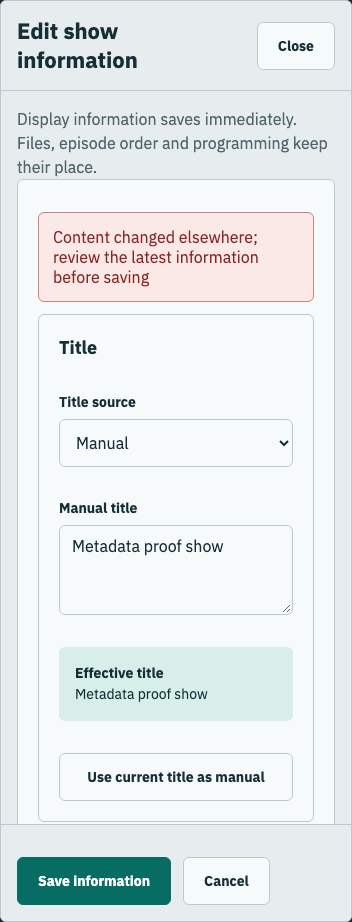 Edit show
information
Close
Display information saves immediately.
Files, episode order and programming keep
their place.
Content changed elsewhere;
review the latest information
before saving
Title
Title source
Manual
Manual title
Metadata proof show
Effective title
Metadata proof show
Use current title as manual
Save information
Cancel